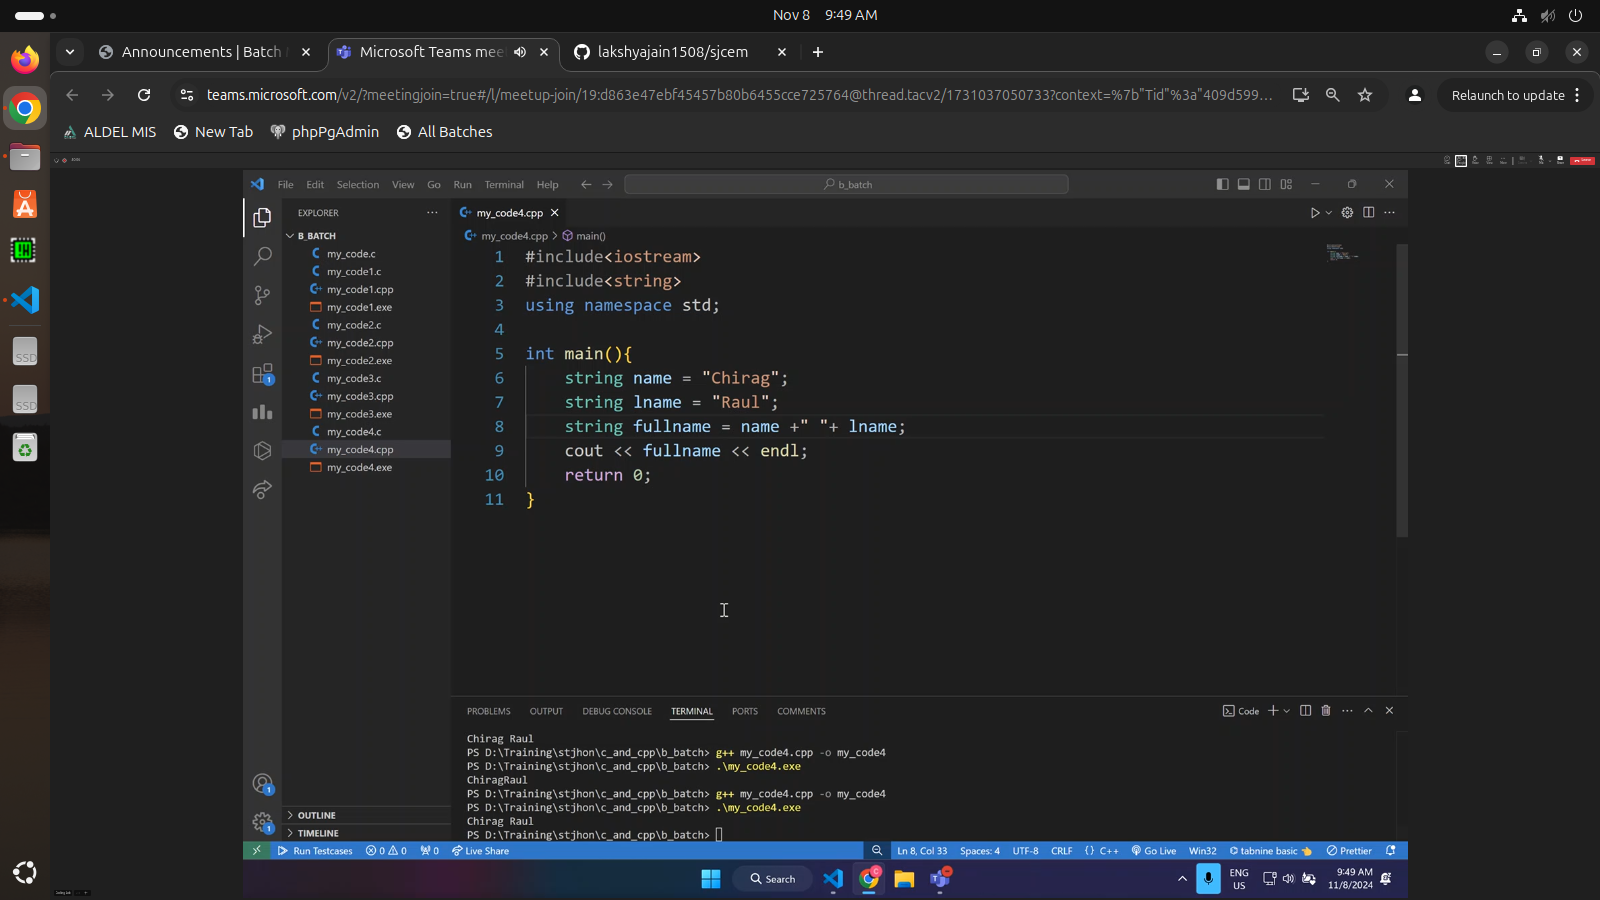 Nov 8 9:49 AM
Announcements | Batch
Microsoft Teams mee
lakshyajain1508/sjcem
teams.microsoft.com/v2/?meetingjoin=true#/l/meetup-join/19:d863e47ebf45457b80b6455cce725764@thread.tacv2/1731037050733?context=%7b"Tid"%3a"409d599...
Relaunch to update
ALDEL MIS
New Tab
phpPgAdmin
All Batches
File Edit Selection View Go Run Terminal Help
b_batch
EXPLORER
my_code4.cpp
B_BATCH
my_code4.cpp > main()
my_code.c
my_code1.c
my_code1.cpp
my_code1.exe
my_code2.c
my_code2.cpp
my_code2.exe
my_code3.c
my_code3.cpp
my_code3.exe
my_code4.c
my_code4.cpp
my_code4.exe
1 #include<iostream>
2 #include<string>
3 using namespace std;
4
5 int main(){
6 string name = "Chirag";
7 string lname = "Raul";
8 string fullname = name +" "+ lname;
9 cout << fullname << endl;
10 return 0;
11 }
PROBLEMS OUTPUT DEBUG CONSOLE TERMINAL PORTS COMMENTS
Code
Chirag Raul
PS D:\Training\stjhon\c_and_cpp\b_batch> g++ my_code4.cpp -o my_code4
PS D:\Training\stjhon\c_and_cpp\b_batch> .\my_code4.exe
ChiragRaul
PS D:\Training\stjhon\c_and_cpp\b_batch> g++ my_code4.cpp -o my_code4
PS D:\Training\stjhon\c_and_cpp\b_batch> .\my_code4.exe
Chirag Raul
PS D:\Training\stjhon\c_and_cpp\b_batch>
OUTLINE
TIMELINE
Run Testcases 0 0 0 Live Share
Ln 8, Col 33 Spaces: 4 UTF-8 CRLF {} C++ Go Live Win32 tabnine basic Prettier
Search
ENG
US
9:49 AM
11/8/2024
SSD
SSD